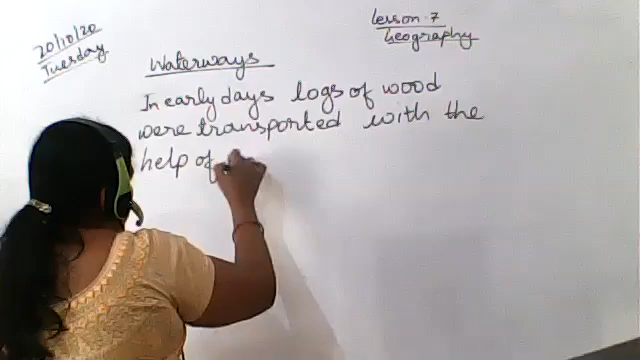 20/10/20
Tuesday
Lesson-7
Geography
Waterways
In early days logs of wood
were transported with the
help of